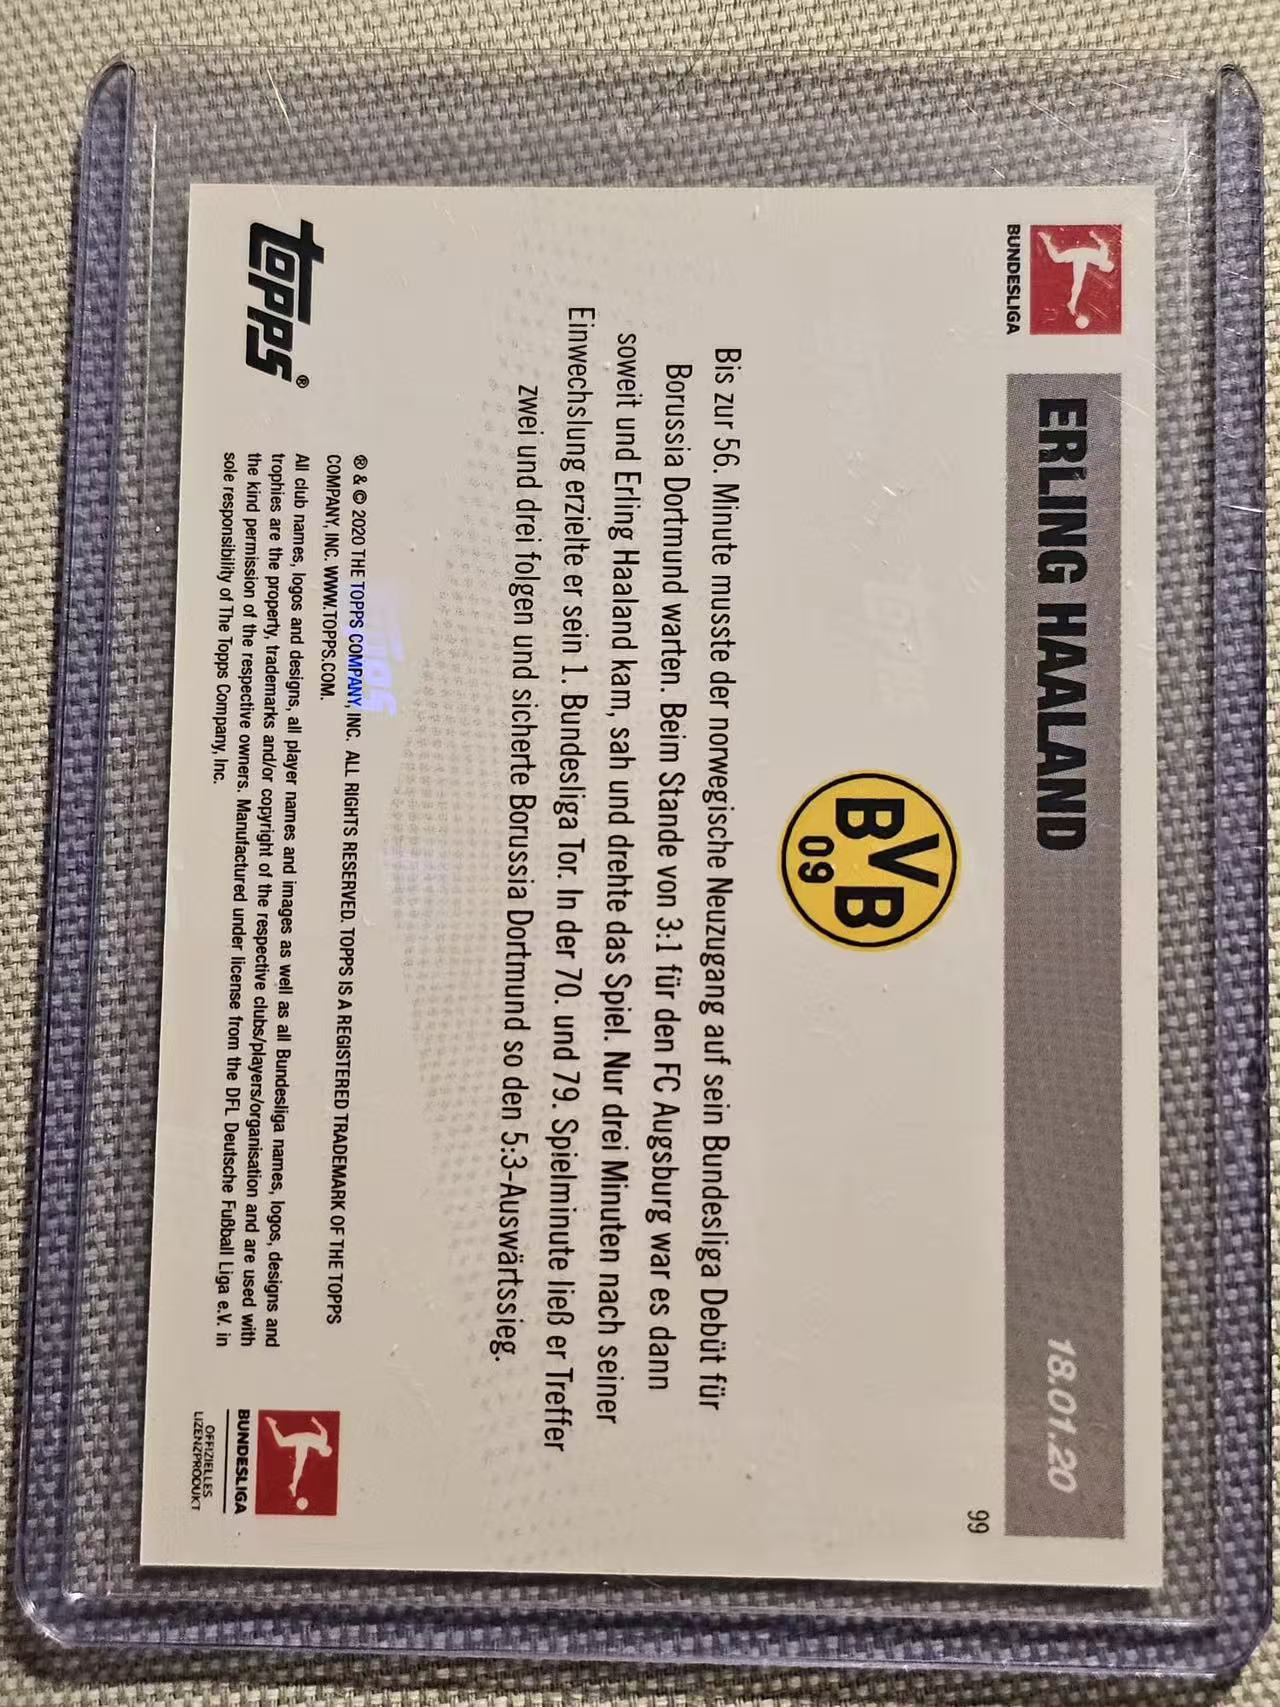 BUNDESLIGA
ERLING HAALAND
18.01.20
99
BVB
09
Bis zur 56. Minute musste der norwegische Neuzugang auf sein Bundesliga Debüt für
Borussia Dortmund warten. Beim Stande von 3:1 für den FC Augsburg war es dann
soweit und Erling Haaland kam, sah und drehte das Spiel. Nur drei Minuten nach seiner
Einwechslung erzielte er sein 1. Bundesliga Tor. In der 70. und 79. Spielminute ließ er Treffer
zwei und drei folgen und sicherte Borussia Dortmund so den 5:3-Auswärtssieg.
topps®
® & © 2020 THE TOPPS COMPANY, INC. ALL RIGHTS RESERVED. TOPPS IS A REGISTERED TRADEMARK OF THE TOPPS
COMPANY, INC. WWW.TOPPS.COM.
All club names, logos and designs, all player names and images as well as all Bundesliga names, logos, designs and
trophies are the property, trademarks and/or copyright of the respective clubs/players/organisation and are used with
the kind permission of the respective owners. Manufactured under license from the DFL Deutsche Fußball Liga e.V. in
sole responsibility of The Topps Company, Inc.
BUNDESLIGA
OFFIZIELLES
LIZENZPRODUKT